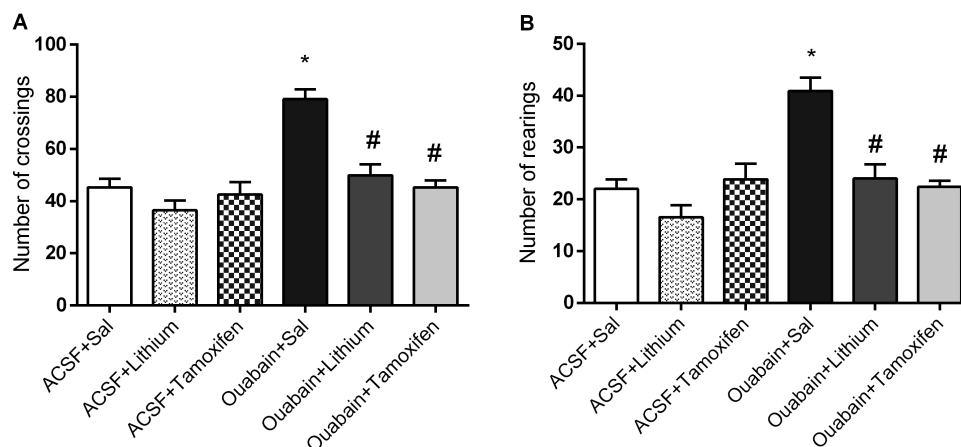 A
Number of crossings
100
80
60
40
20
0
*
#
#
ACSF+Sal
ACSF+Lithium
ACSF+Tamoxifen
Ouabain+Sal
Ouabain+Lithium
Ouabain+Tamoxifen
B
Number of rearings
50
40
30
20
10
0
*
#
#
ACSF+Sal
ACSF+Lithium
ACSF+Tamoxifen
Ouabain+Sal
Ouabain+Lithium
Ouabain+Tamoxifen